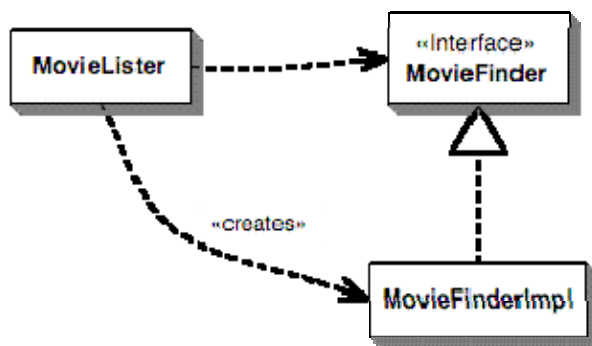 MovieLister
«Interface»
MovieFinder
«creates»
MovieFinderImpl